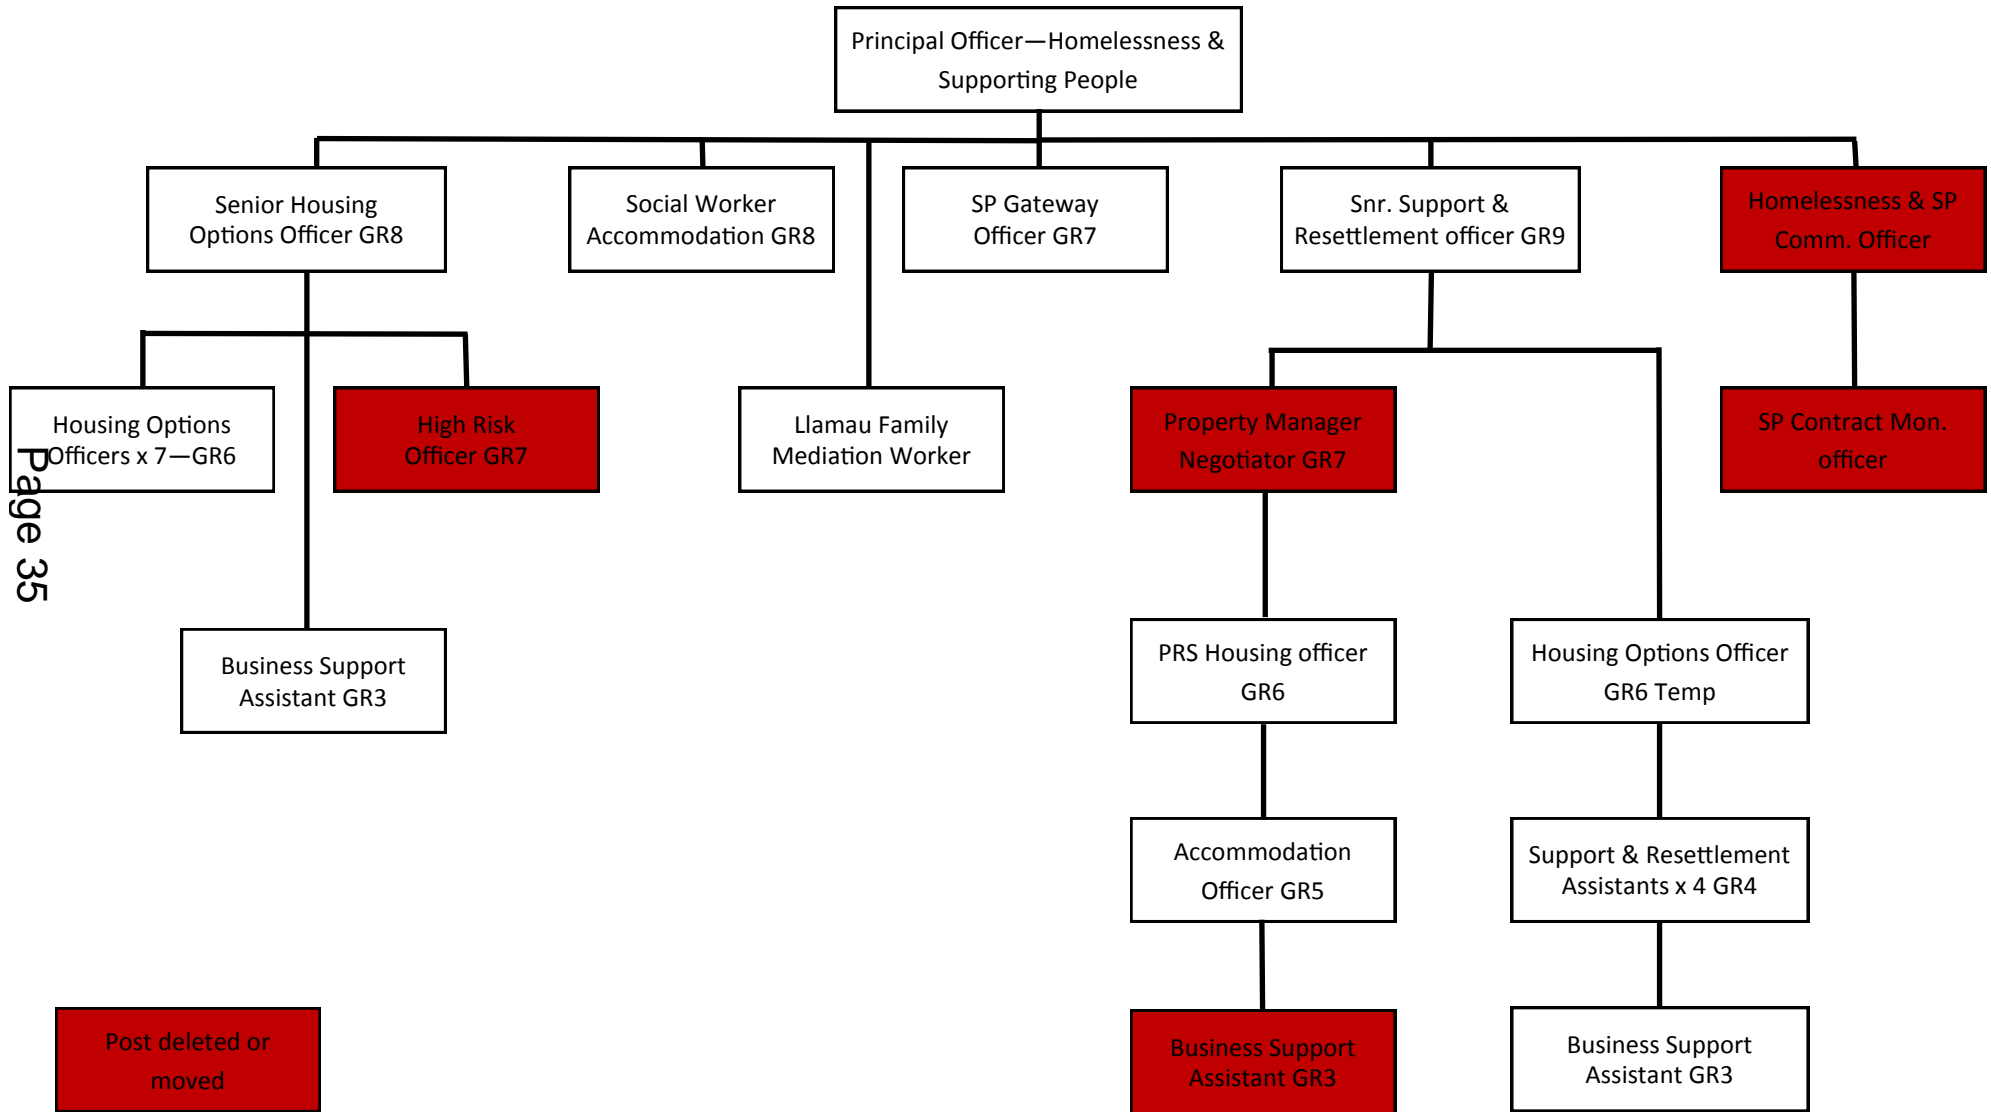 Principal Officer—Homelessness &
Supporting People
Senior Housing
Options Officer GR8
Social Worker
Accommodation GR8
SP Gateway
Officer GR7
Snr. Support &
Resettlement officer GR9
Homelessness & SP
Comm. Officer
Housing Options
Officers x 7—GR6
High Risk
Officer GR7
Llamau Family
Mediation Worker
Property Manager
Negotiator GR7
SP Contract Mon.
officer
Page 35
Business Support
Assistant GR3
PRS Housing officer
GR6
Housing Options Officer
GR6 Temp
Accommodation
Officer GR5
Support & Resettlement
Assistants x 4 GR4
Post deleted or
moved
Business Support
Assistant GR3
Business Support
Assistant GR3